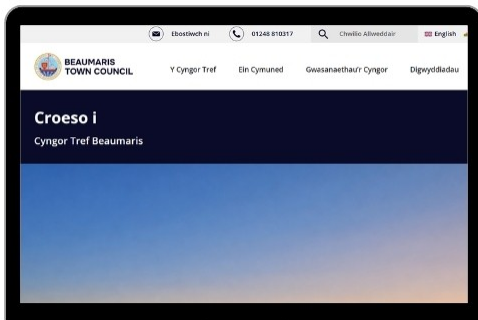 Ebostiwch ni 01248 810317 Chwilio Allweddair English
BEAUMARIS
TOWN COUNCIL
Y Cyngor Tref Ein Cymuned Gwasanaethau'r Cyngor Digwyddiadau
Croeso i
Cyngor Tref Beaumaris